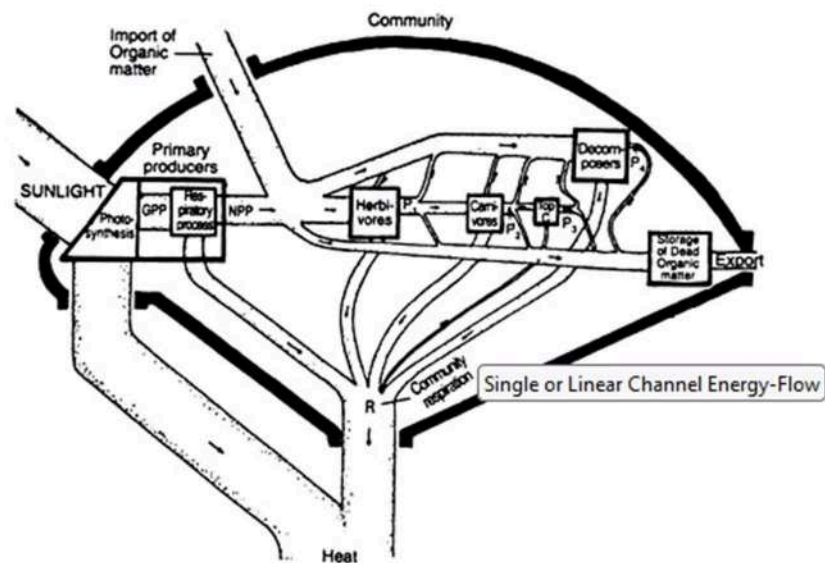 Community
Import of
Organic
matter
Primary
producers
SUNLIGHT
Photo-
synthesis
GPP
Res-
piratory
process
NPP
Herbi-
vores
P
Carni-
vores
P2
Top
C
P3
Decom-
posers
P4
Storage
of Dead
Organic
matter
Export
R
Community
respiration
Single or Linear Channel Energy-Flow
Heat